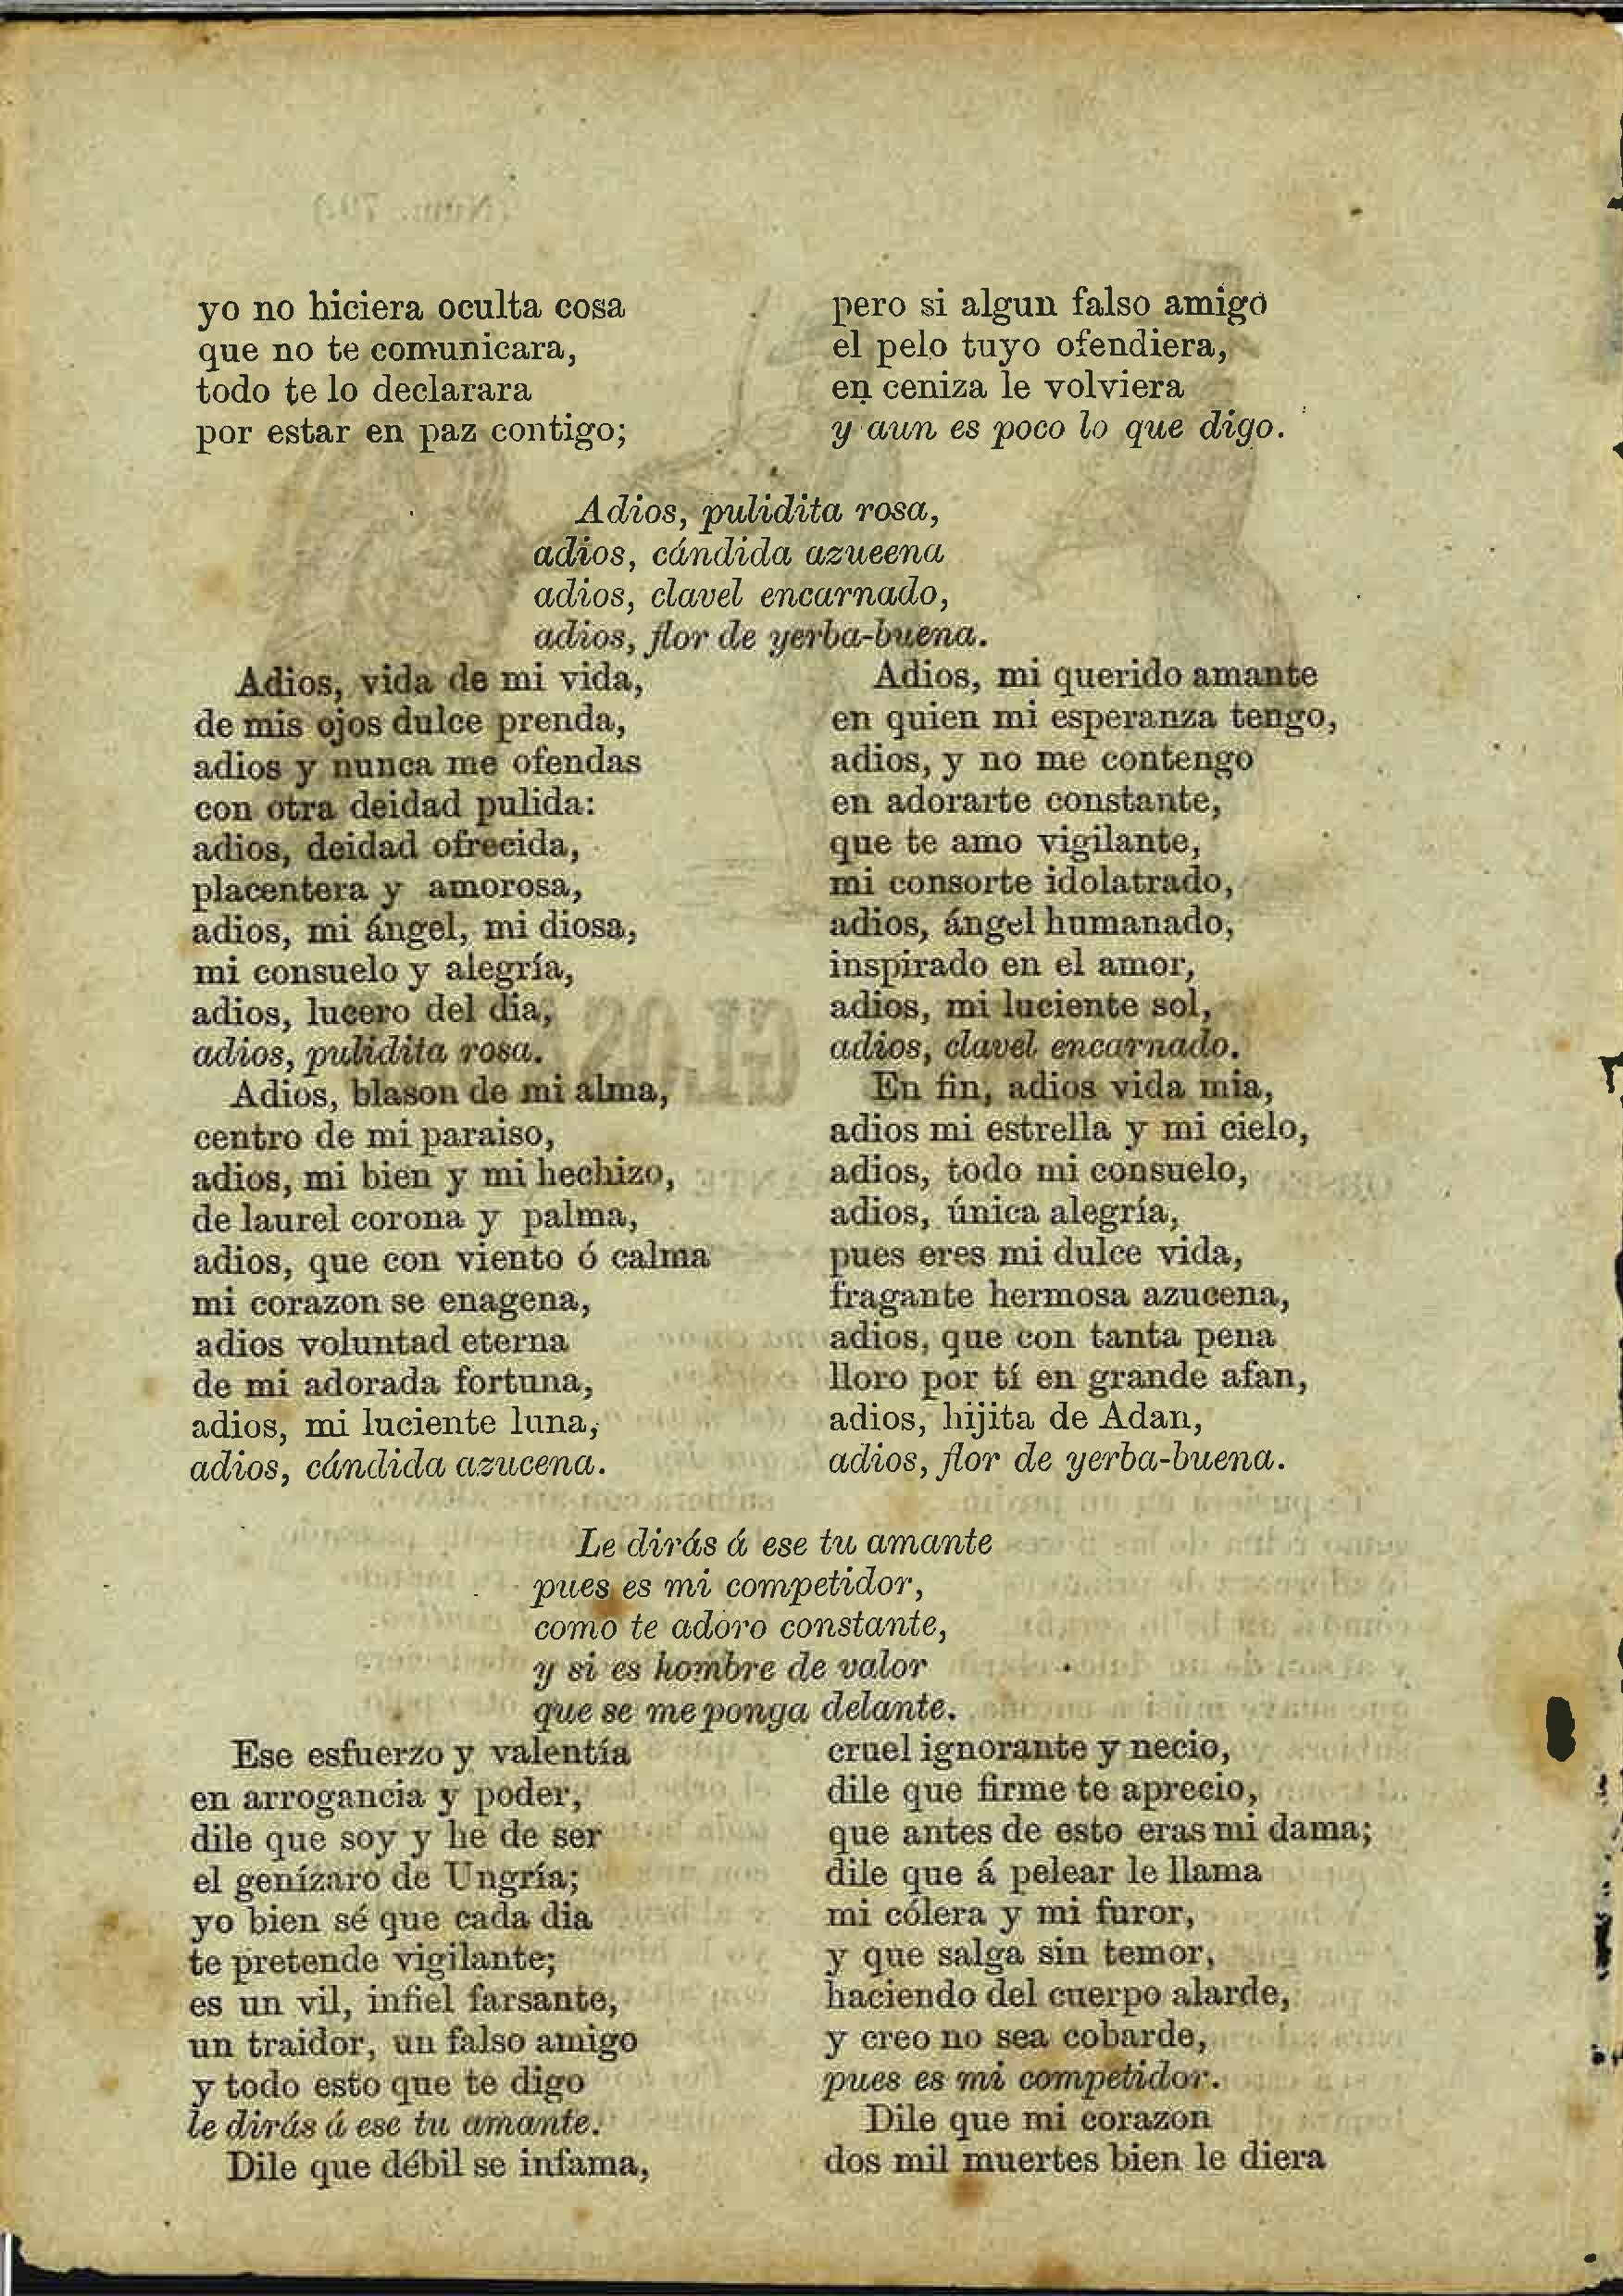 yo no hiciera oculta cosa
que no te comunicara,
todo te lo declarara
por estar en paz contigo;
pero si algun falso amigo
el pelo tuyo ofendiera,
en ceniza le volviera
y aun es poco lo que digo.
Adios, pulidita rosa,
adios, cándida azueena
adios, clavel encarnado,
adios, flor de yerba-buena.
Adios, vida de mi vida,
de mis ojos dulce prenda,
adios y nunca me ofendas
con otra deidad pulida:
adios, deidad ofrecida,
placentera y amorosa,
adios, mi ángel, mi diosa,
mi consuelo y alegría,
adios, lucero del dia,
adios, pulidita rosa.
Adios, blason de mi alma,
centro de mi paraiso,
adios, mi bien y mi hechizo,
de laurel corona y palma,
adios, que con viento ó calma
mi corazon se enagena,
adios voluntad eterna
de mi adorada fortuna,
adios, mi luciente luna,
adios, cándida azucena.
Adios, mi querido amante
en quien mi esperanza tengo,
adios, y no me contengo
en adorarte constante,
que te amo vigilante,
mi consorte idolatrado,
adios, ángel humanado,
inspirado en el amor,
adios, mi luciente sol,
adios, clavel encarnado.
En fin, adios vida mia,
adios mi estrella y mi cielo,
adios, todo mi consuelo,
adios, única alegría,
pues eres mi dulce vida,
fragante hermosa azucena,
adios, que con tanta pena
lloro por tí en grande afan,
adios, hijita de Adan,
adios, flor de yerba-buena.
Le dirás á ese tu amante
pues es mi competidor,
como te adoro constante,
y si es hombre de valor
que se me ponga delante.
Ese esfuerzo y valentía
en arrogancia y poder,
dile que soy y he de ser
el genízaro de Ungría;
yo bien sé que cada dia
te pretende vigilante;
es un vil, infiel farsante,
un traidor, un falso amigo
y todo esto que te digo
le dirás á ese tu amante.
Dile que débil se infama,
cruel ignorante y necio,
dile que firme te aprecio,
que antes de esto eras mi dama;
dile que á pelear le llama
mi cólera y mi furor,
y que salga sin temor,
haciendo del cuerpo alarde,
y creo no sea cobarde,
pues es mi competidor.
Dile que mi corazon
dos mil muertes bien le diera